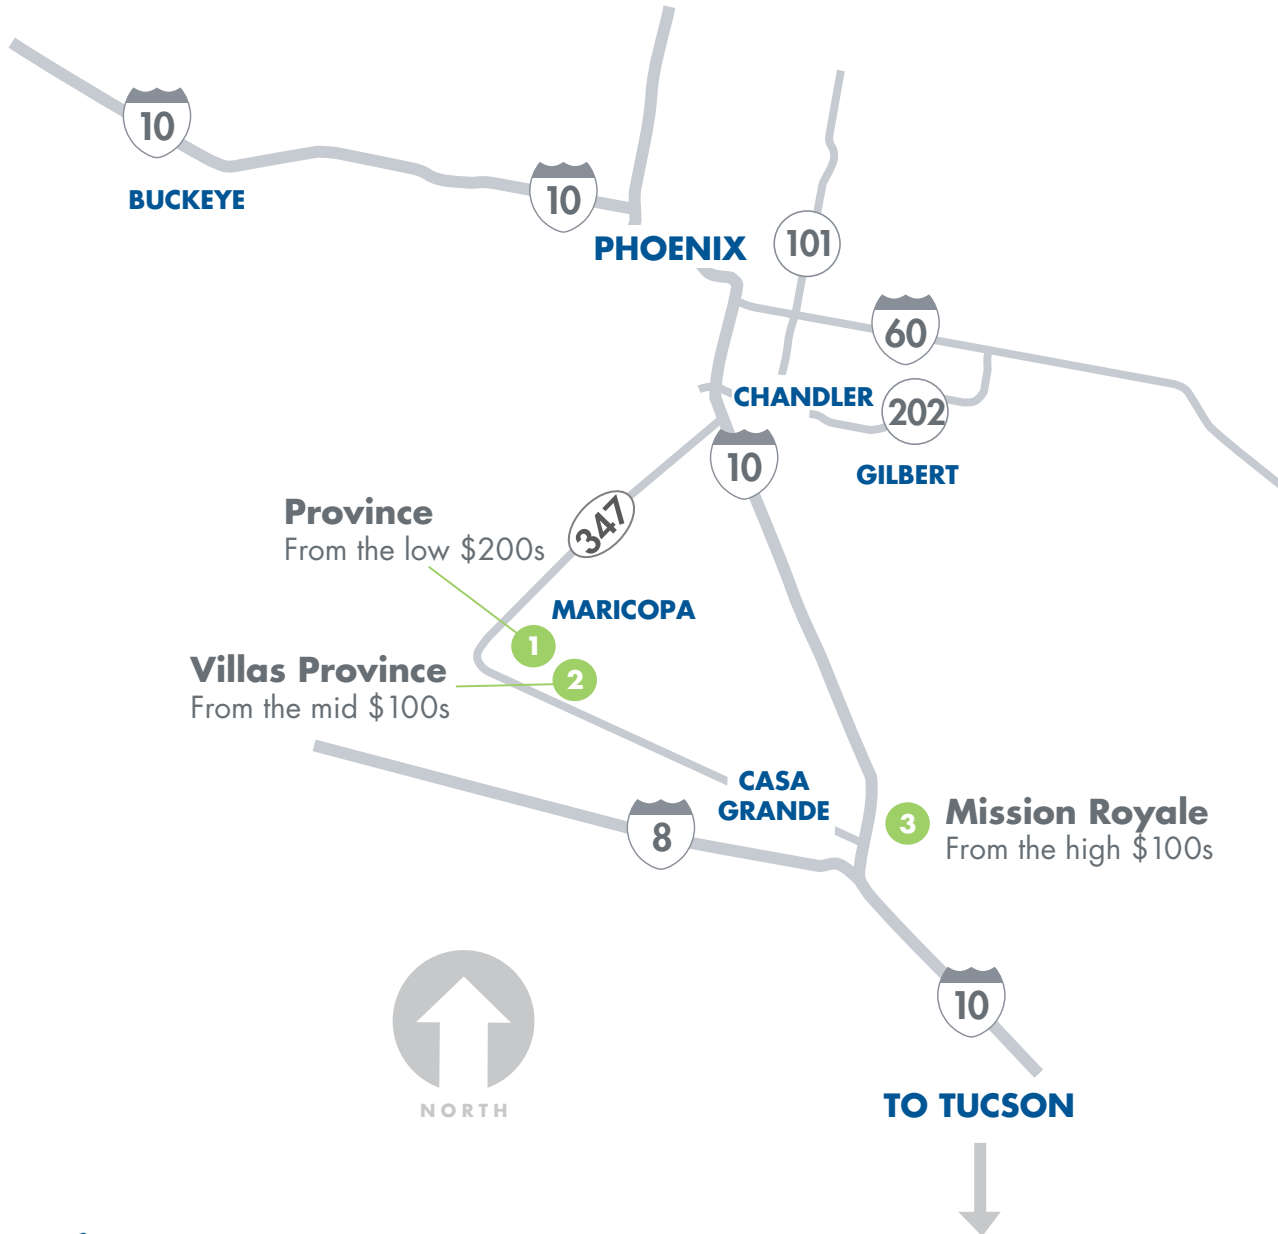 10
BUCKEYE
10
PHOENIX
101
60
CHANDLER
202
10
GILBERT
Province
From the low $200s
347
MARICOPA
1
Villas Province
From the mid $100s
2
CASA
GRANDE
8
3
Mission Royale
From the high $100s
10
NORTH
TO TUCSON